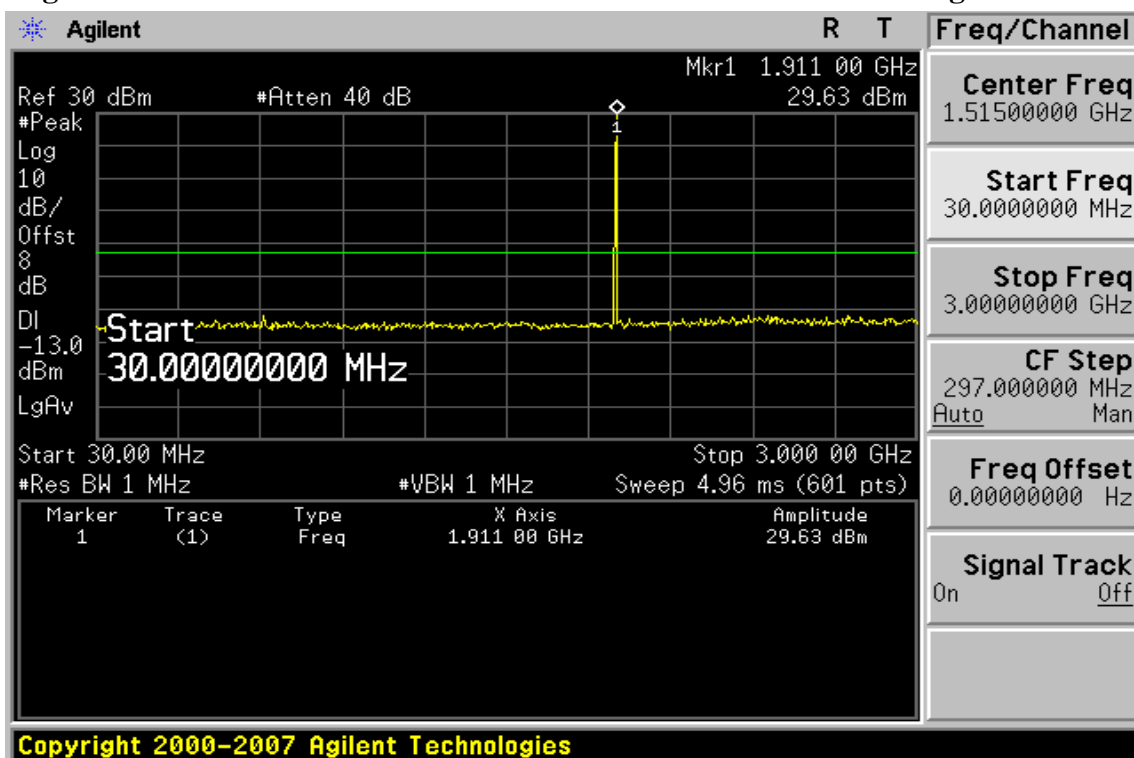 Agilent R T
Mkr1 1.911 00 GHz
Ref 30 dBm #Atten 40 dB 29.63 dBm
#Peak
1
Log
10
dB/
Offst
8
dB
DI
-13.0
dBm
LgAv
Start
30.00000000 MHz
Start 30.00 MHz Stop 3.000 00 GHz
#Res BW 1 MHz #VBW 1 MHz Sweep 4.96 ms (601 pts)
Marker Trace Type X Axis Amplitude
1 (1) Freq 1.911 00 GHz 29.63 dBm
Freq/Channel
Center Freq
1.51500000 GHz
Start Freq
30.0000000 MHz
Stop Freq
3.00000000 GHz
CF Step
297.000000 MHz
Auto Man
Freq Offset
0.00000000 Hz
Signal Track
On Off
Copyright 2000-2007 Agilent Technologies